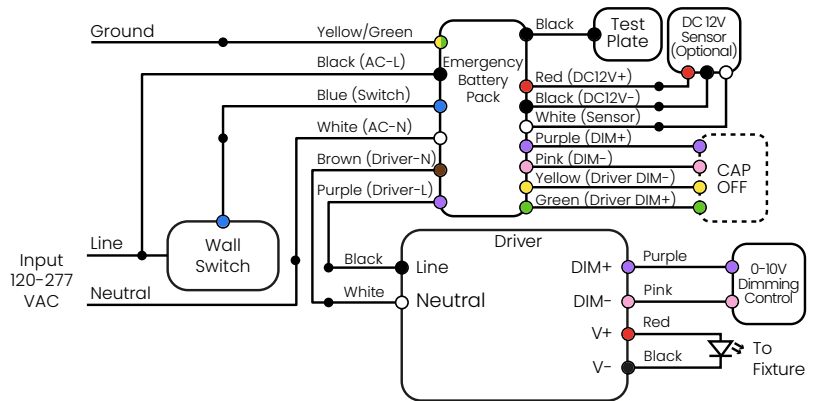 Ground
Yellow/Green
Black (AC-L)
Blue (Switch)
White (AC-N)
Brown (Driver-N)
Purple (Driver-L)
Emergency
Battery
Pack
Black
Test
Plate
DC 12V
Sensor
(Optional)
Red (DC12V+)
Black (DC12V-)
White (Sensor)
Purple (DIM+)
Pink (DIM-)
Yellow (Driver DIM-)
Green (Driver DIM+)
CAP
OFF
Input
120-277
VAC
Line
Neutral
Wall
Switch
Driver
Black
Line
White
Neutral
DIM+
DIM-
V+
V-
Purple
Pink
Red
Black
0-10V
Dimming
Control
To
Fixture